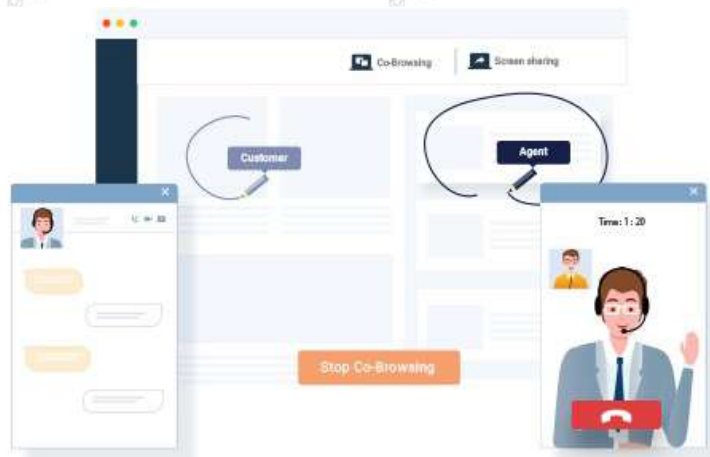 Co-Browsing
Screen sharing
Customer
Agent
Time: 1 : 20
Stop Co-Browsing